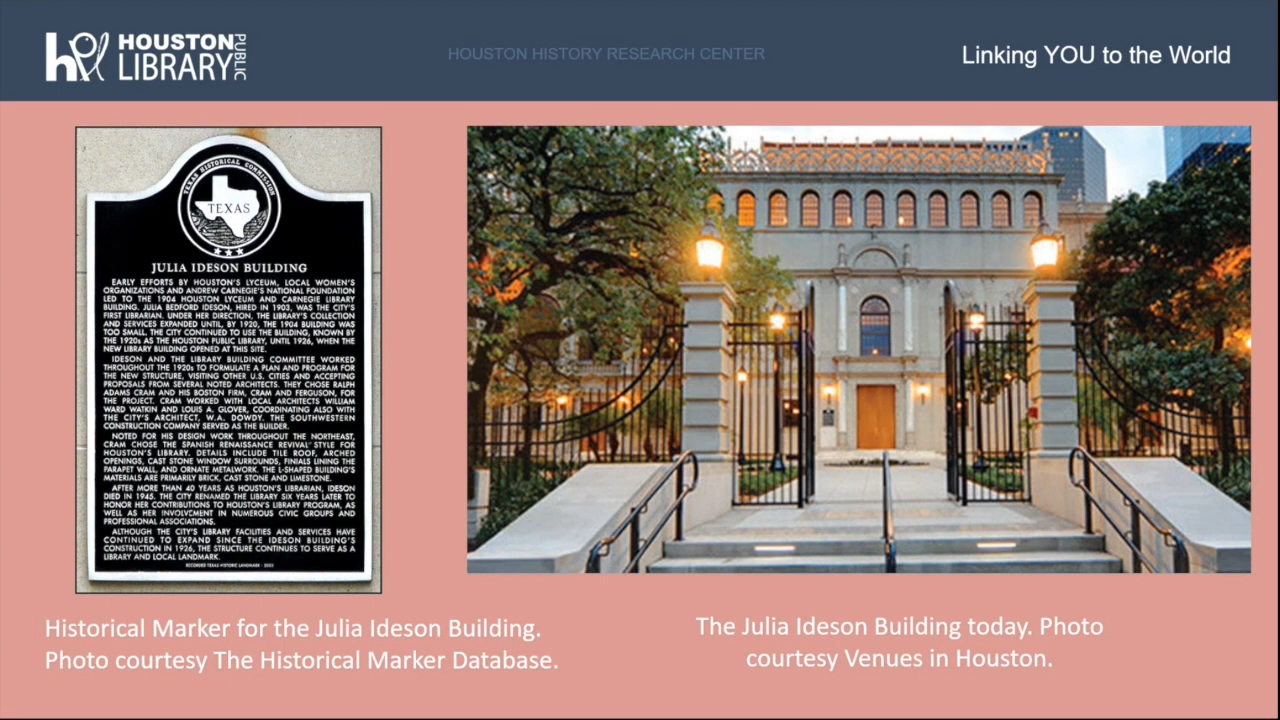 HOUSTON
LIBRARY
PUBLIC
HOUSTON HISTORY RESEARCH CENTER
Linking YOU to the World
TEXAS HISTORICAL COMMISSION
TEXAS
JULIA IDESON BUILDING
EARLY EFFORTS BY HOUSTON'S LYCEUM, LOCAL WOMEN'S
ORGANIZATIONS AND ANDREW CARNEGIE'S NATIONAL FOUNDATION
LED TO THE 1904 HOUSTON LYCEUM AND CARNEGIE LIBRARY
BUILDING. JULIA BEDFORD IDESON, HIRED IN 1903, WAS THE CITY'S
FIRST LIBRARIAN. UNDER HER DIRECTION, THE LIBRARY'S COLLECTION
AND SERVICES EXPANDED UNTIL, BY 1920, THE 1904 BUILDING WAS
TOO SMALL. THE CITY CONTINUED TO USE THE BUILDING, KNOWN BY
THE 1920s AS THE HOUSTON PUBLIC LIBRARY, UNTIL 1926, WHEN THE
NEW LIBRARY BUILDING OPENED AT THIS SITE.
IDESON AND THE LIBRARY BUILDING COMMITTEE WORKED
THROUGHOUT THE 1920s TO FORMULATE A PLAN AND PROGRAM FOR
THE NEW STRUCTURE, VISITING OTHER U.S. CITIES AND ACCEPTING
PROPOSALS FROM SEVERAL NOTED ARCHITECTS. THEY CHOSE RALPH
ADAMS CRAM AND HIS BOSTON FIRM, CRAM AND FERGUSON, FOR
THE PROJECT. CRAM WORKED WITH LOCAL ARCHITECTS WILLIAM
WARD WATKIN AND LOUIS A. GLOVER, COORDINATING ALSO WITH
THE CITY'S ARCHITECT, W.A. DOWDY. THE SOUTHWESTERN
CONSTRUCTION COMPANY SERVED AS THE BUILDER.
NOTED FOR HIS DESIGN WORK THROUGHOUT THE NORTHEAST,
CRAM CHOSE THE SPANISH RENAISSANCE REVIVAL STYLE FOR
HOUSTON'S LIBRARY. DETAILS INCLUDE TILE ROOF, ARCHED
OPENINGS, CAST STONE WINDOW SURROUNDS, FINIALS LINING THE
PARAPET WALL, AND ORNATE METALWORK. THE L-SHAPED BUILDING'S
MATERIALS ARE PRIMARILY BRICK, CAST STONE AND LIMESTONE.
AFTER MORE THAN 40 YEARS AS HOUSTON'S LIBRARIAN, IDESON
DIED IN 1945. THE CITY RENAMED THE LIBRARY SIX YEARS LATER TO
HONOR HER CONTRIBUTIONS TO HOUSTON'S LIBRARY PROGRAM, AS
WELL AS HER INVOLVEMENT IN NUMEROUS CIVIC GROUPS AND
PROFESSIONAL ASSOCIATIONS.
ALTHOUGH THE CITY'S LIBRARY FACILITIES AND SERVICES HAVE
CONTINUED TO EXPAND SINCE THE IDESON BUILDING'S
CONSTRUCTION IN 1926, THE STRUCTURE CONTINUES TO SERVE AS A
LIBRARY AND LOCAL LANDMARK.
RECORDED TEXAS HISTORIC LANDMARK -
Historical Marker for the Julia Ideson Building.
Photo courtesy The Historical Marker Database.
The Julia Ideson Building today. Photo
courtesy Venues in Houston.